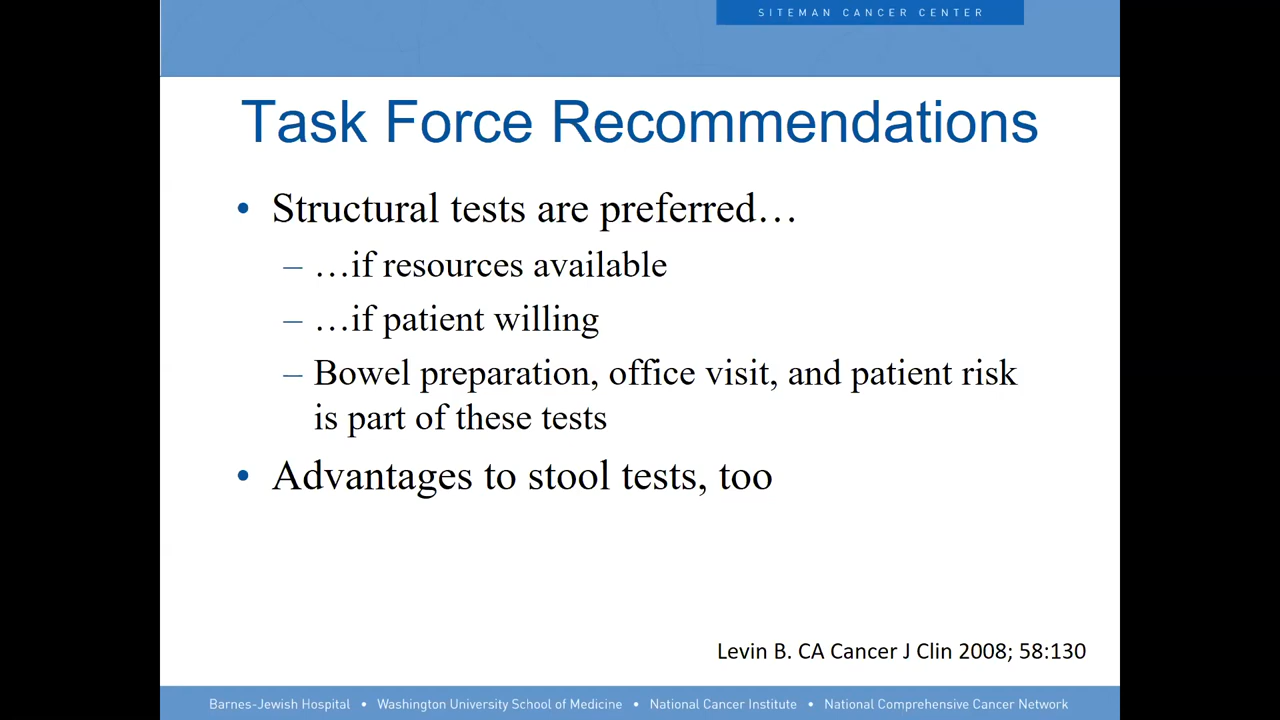 SITEMAN CANCER CENTER
Task Force Recommendations
• Structural tests are preferred…
– …if resources available
– …if patient willing
– Bowel preparation, office visit, and patient risk
is part of these tests
• Advantages to stool tests, too
Levin B. CA Cancer J Clin 2008; 58:130
Barnes-Jewish Hospital • Washington University School of Medicine • National Cancer Institute • National Comprehensive Cancer Network